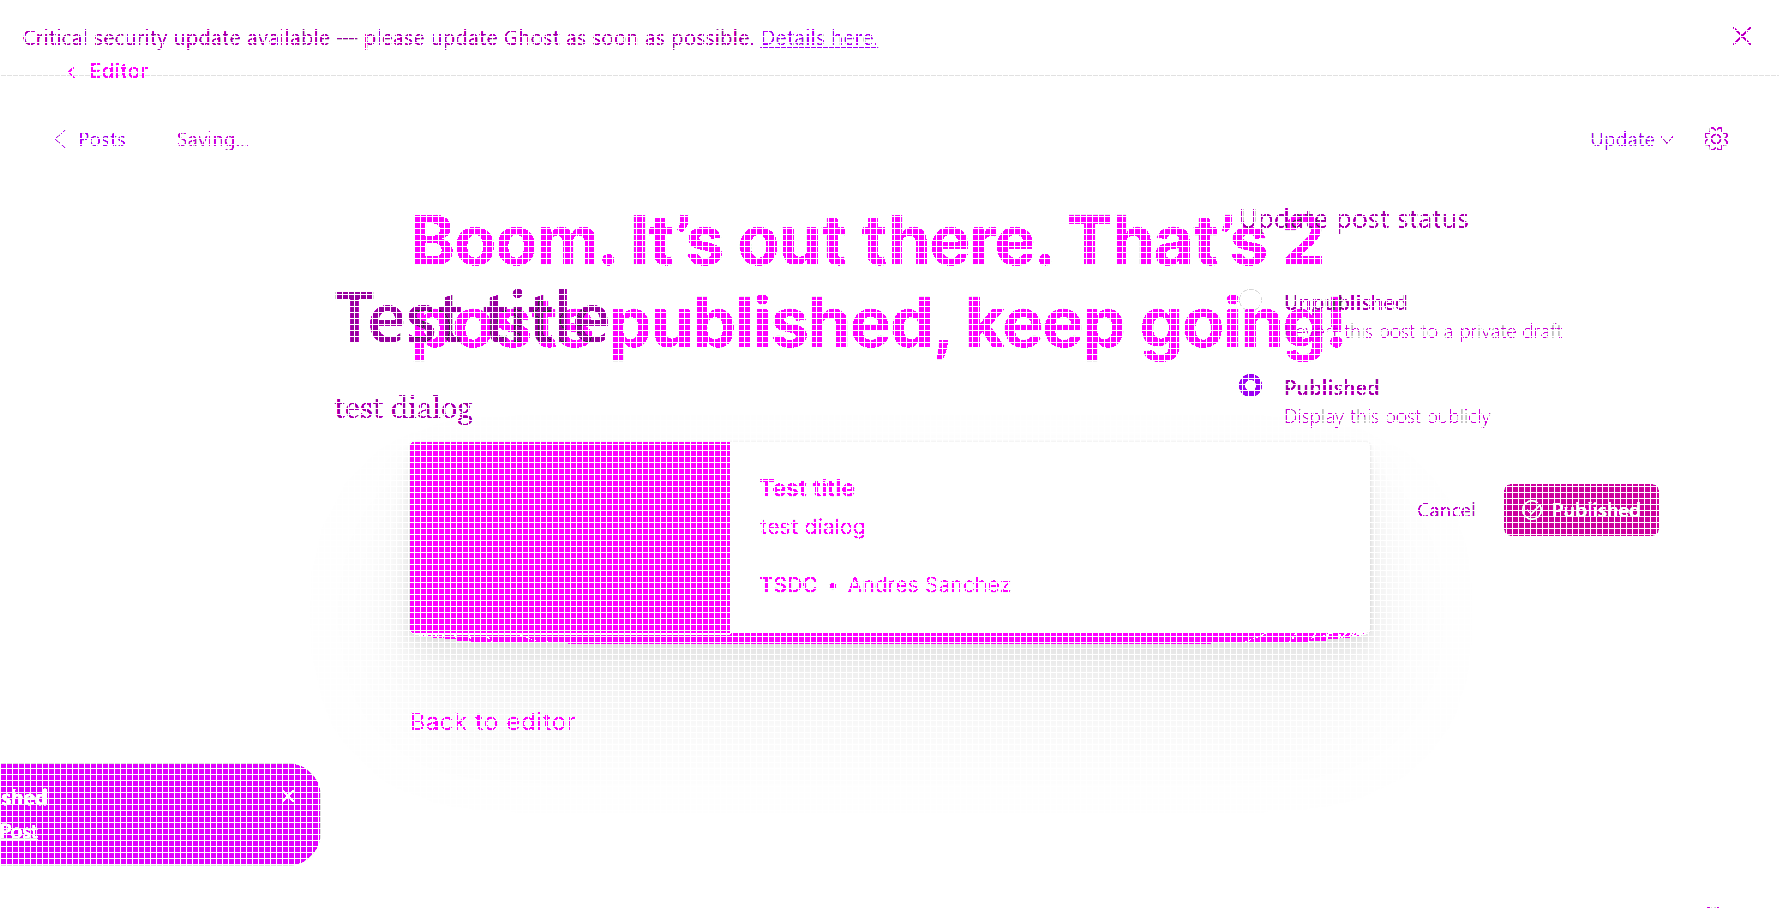 Critical security update available — please update Ghost as soon as possible. Details here.
Editor
Posts
Saving...
Update
Boom. It's out there. That's 2
posts published, keep going!
Update post status
Test title
Unpublished
Revert this post to a private draft
test dialog
Published
Display this post publicly
Test title
test dialog
TSDC • Andres Sanchez
Cancel
Published
Back to editor
shed
Post